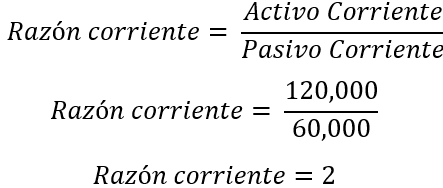 Razón corriente = Activo Corriente / Pasivo Corriente
Razón corriente = 120,000 / 60,000
Razón corriente = 2